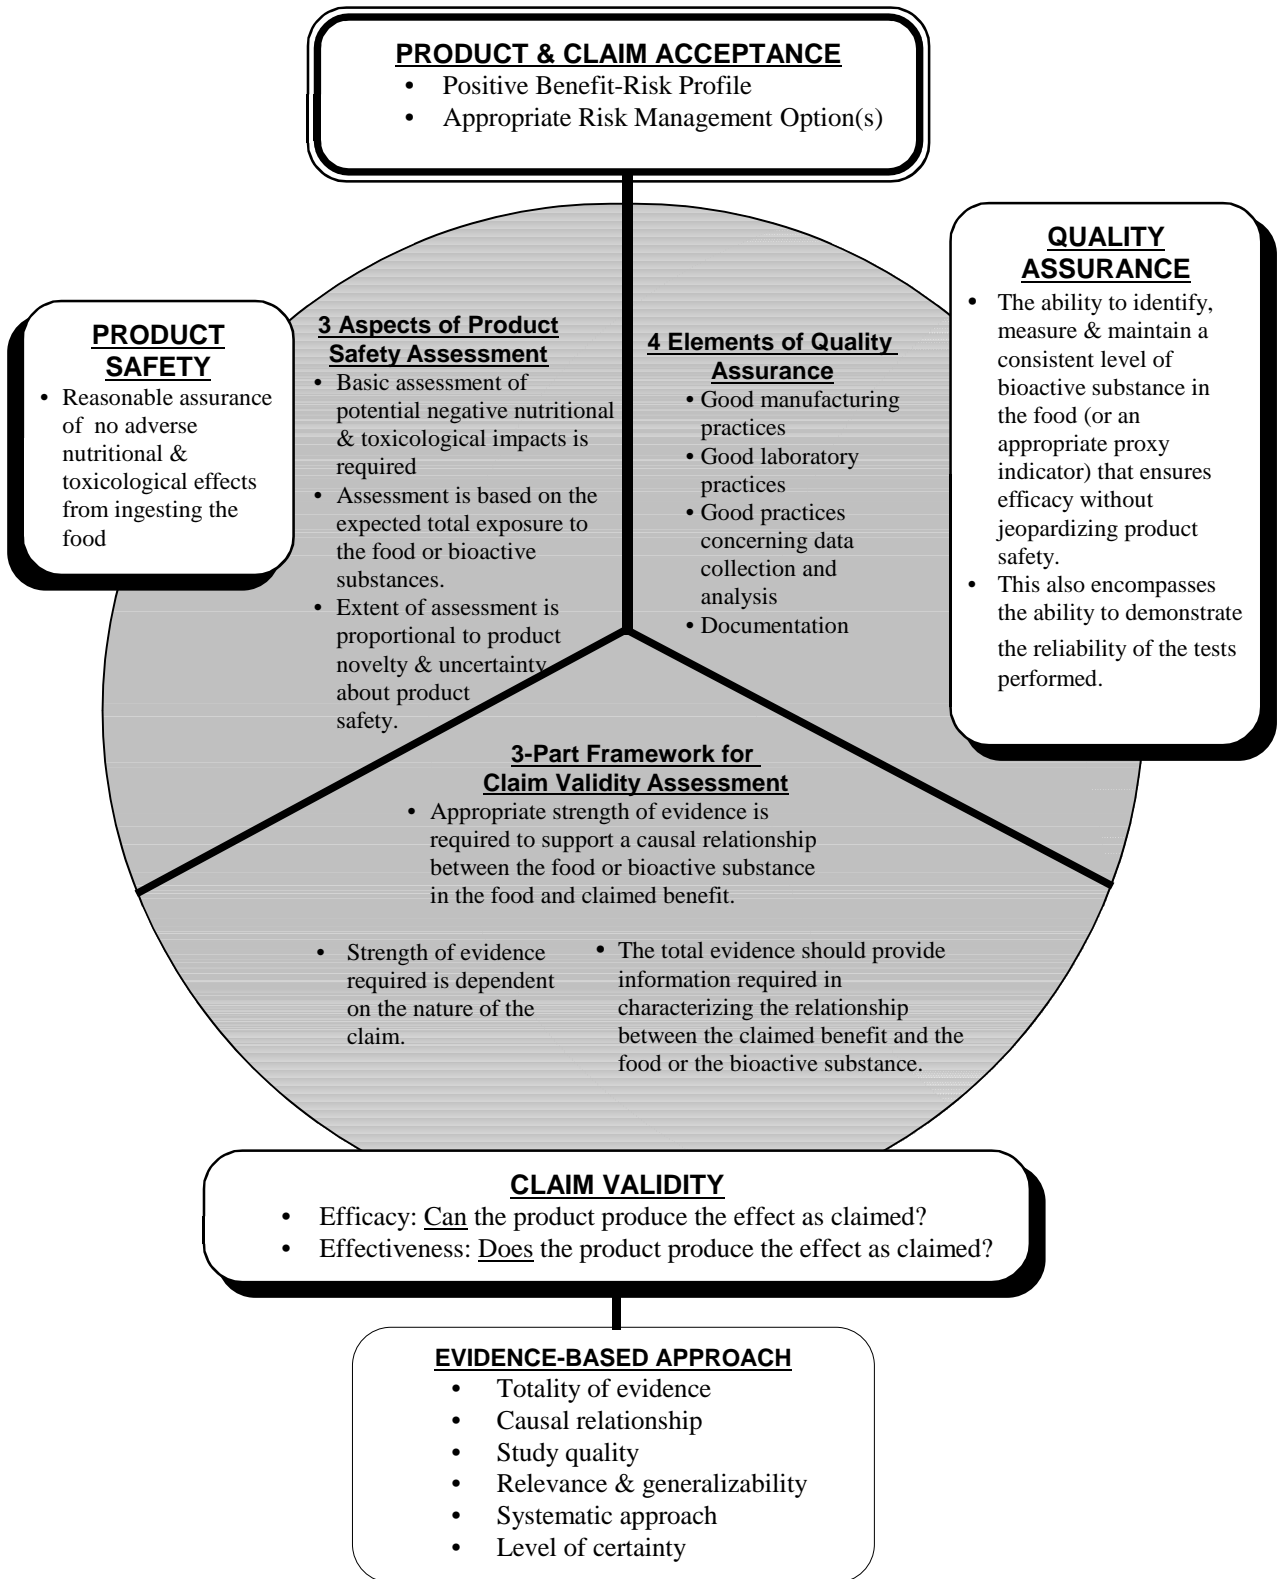 PRODUCT & CLAIM ACCEPTANCE
• Positive Benefit-Risk Profile
• Appropriate Risk Management Option(s)
PRODUCT
SAFETY
• Reasonable assurance
of no adverse
nutritional &
toxicological effects
from ingesting the
food
3 Aspects of Product
Safety Assessment
• Basic assessment of
potential negative nutritional
& toxicological impacts is
required
• Assessment is based on the
expected total exposure to
the food or bioactive
substances.
• Extent of assessment is
proportional to product
novelty & uncertainty
about product
safety.
4 Elements of Quality
Assurance
• Good manufacturing
practices
• Good laboratory
practices
• Good practices
concerning data
collection and
analysis
• Documentation
QUALITY
ASSURANCE
• The ability to identify,
measure & maintain a
consistent level of
bioactive substance in
the food (or an
appropriate proxy
indicator) that ensures
efficacy without
jeopardizing product
safety.
• This also encompasses
the ability to demonstrate
the reliability of the tests
performed.
3-Part Framework for
Claim Validity Assessment
• Appropriate strength of evidence is
required to support a causal relationship
between the food or bioactive substance
in the food and claimed benefit.
• Strength of evidence
required is dependent
on the nature of the
claim.
• The total evidence should provide
information required in
characterizing the relationship
between the claimed benefit and the
food or the bioactive substance.
CLAIM VALIDITY
• Efficacy: Can the product produce the effect as claimed?
• Effectiveness: Does the product produce the effect as claimed?
EVIDENCE-BASED APPROACH
• Totality of evidence
• Causal relationship
• Study quality
• Relevance & generalizability
• Systematic approach
• Level of certainty